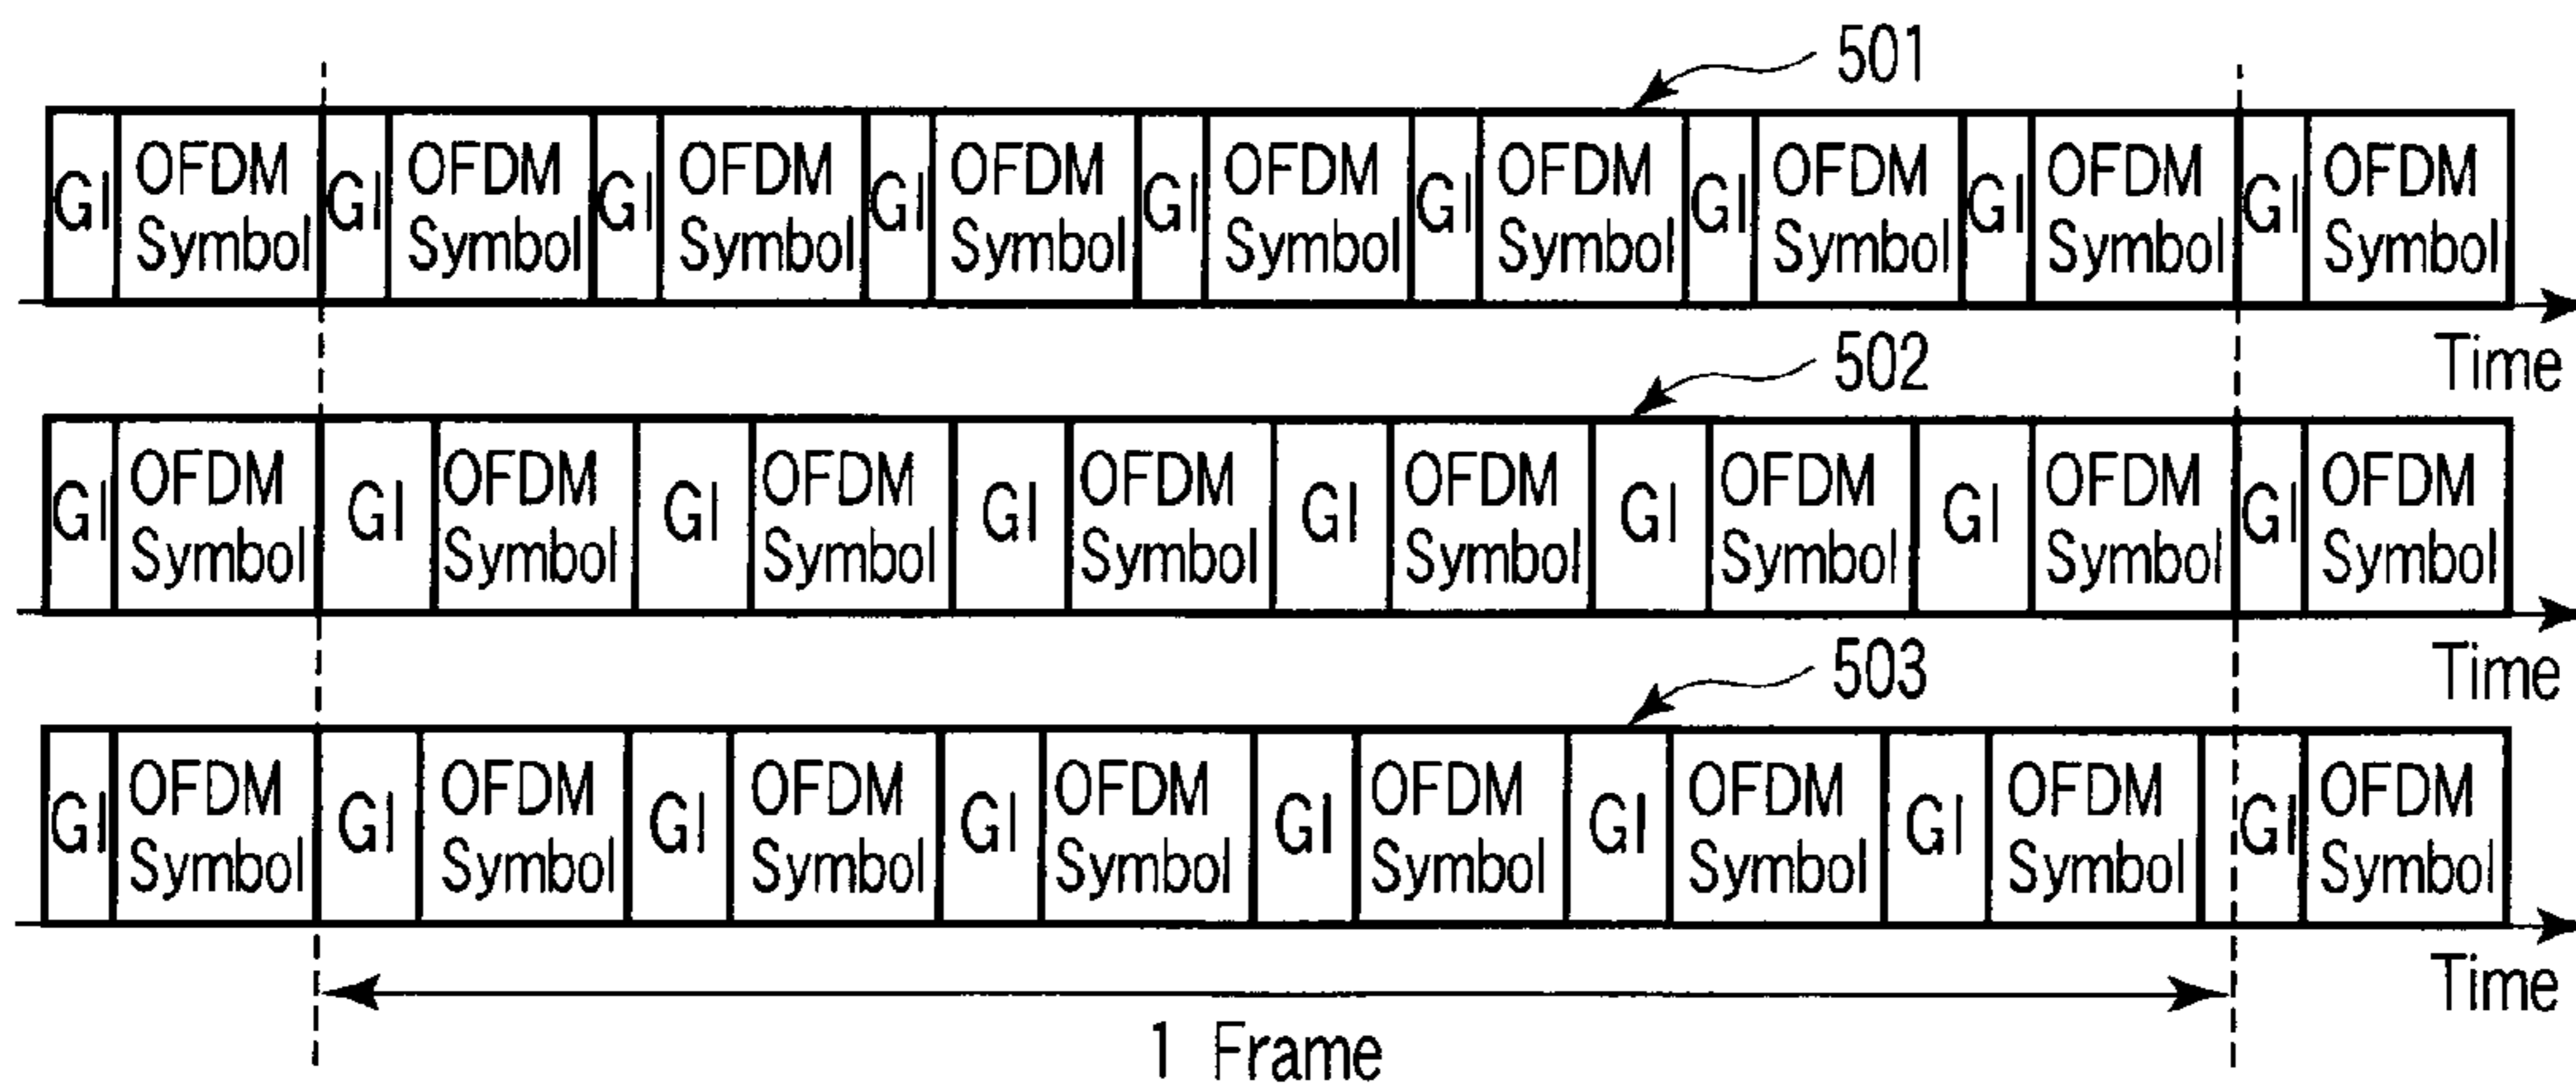 501
GI OFDM Symbol GI OFDM Symbol GI OFDM Symbol GI OFDM Symbol GI OFDM Symbol GI OFDM Symbol GI OFDM Symbol GI OFDM Symbol GI OFDM Symbol
Time
502
GI OFDM Symbol GI OFDM Symbol GI OFDM Symbol GI OFDM Symbol GI OFDM Symbol GI OFDM Symbol GI OFDM Symbol GI OFDM Symbol
Time
503
GI OFDM Symbol GI OFDM Symbol GI OFDM Symbol GI OFDM Symbol GI OFDM Symbol GI OFDM Symbol GI OFDM Symbol GI OFDM Symbol
Time
1 Frame